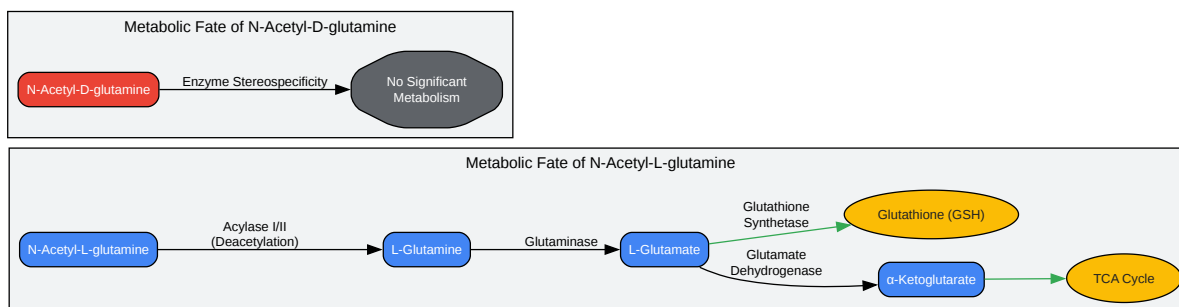 Metabolic Fate of N-Acetyl-D-glutamine
N-Acetyl-D-glutamine
Enzyme Stereospecificity
No Significant
Metabolism
Metabolic Fate of N-Acetyl-L-glutamine
N-Acetyl-L-glutamine
Acylase I/II
(Deacetylation)
L-Glutamine
Glutaminase
L-Glutamate
Glutathione
Synthetase
Glutathione (GSH)
Glutamate
Dehydrogenase
α-Ketoglutarate
TCA Cycle